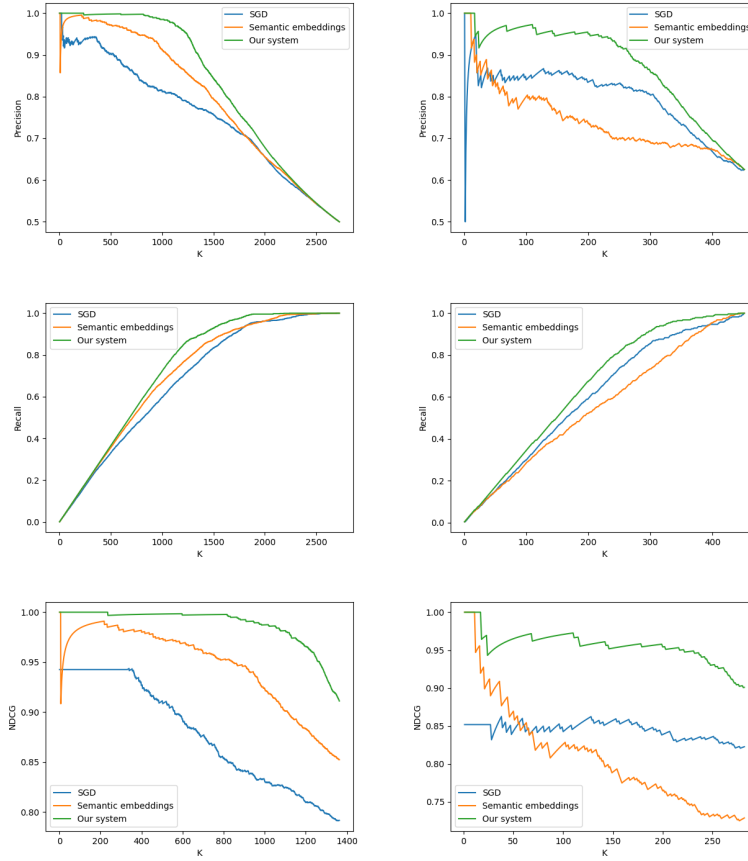 1.0
0.9
0.8
0.7
0.6
0.5
Precision
0 500 1000 1500 2000 2500
K
SGD
Semantic embeddings
Our system
1.0
0.9
0.8
0.7
0.6
0.5
Precision
0 100 200 300 400
K
SGD
Semantic embeddings
Our system
1.0
0.8
0.6
0.4
0.2
0.0
Recall
0 500 1000 1500 2000 2500
K
SGD
Semantic embeddings
Our system
1.0
0.8
0.6
0.4
0.2
0.0
Recall
0 100 200 300 400
K
SGD
Semantic embeddings
Our system
1.00
0.95
0.90
0.85
0.80
NDCG
0 200 400 600 800 1000 1200 1400
K
SGD
Semantic embeddings
Our system
1.00
0.95
0.90
0.85
0.80
0.75
NDCG
0 50 100 150 200 250
K
SGD
Semantic embeddings
Our system